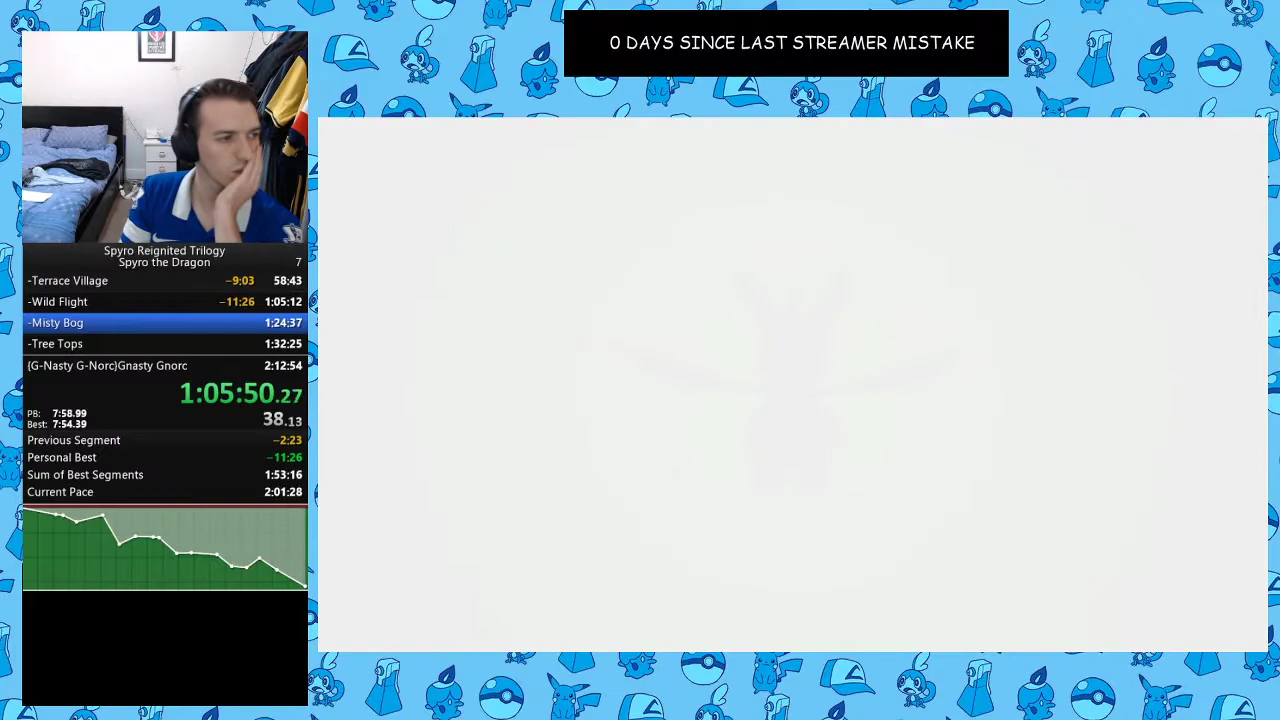 0 DAYS SINCE LAST STREAMER MISTAKE
Spyro Reignited Trilogy
Spyro the Dragon 7
-Terrace Village −9:03 58:43
-Wild Flight −11:26 1:05:12
-Misty Bog 1:24:37
-Tree Tops 1:32:25
{G-Nasty G-Norc}Gnasty Gnorc 2:12:54
1:05:50.27
PB: 7:58.99
Best: 7:54.39 38.13
Previous Segment −2:23
Personal Best −11:26
Sum of Best Segments 1:53:16
Current Pace 2:01:28